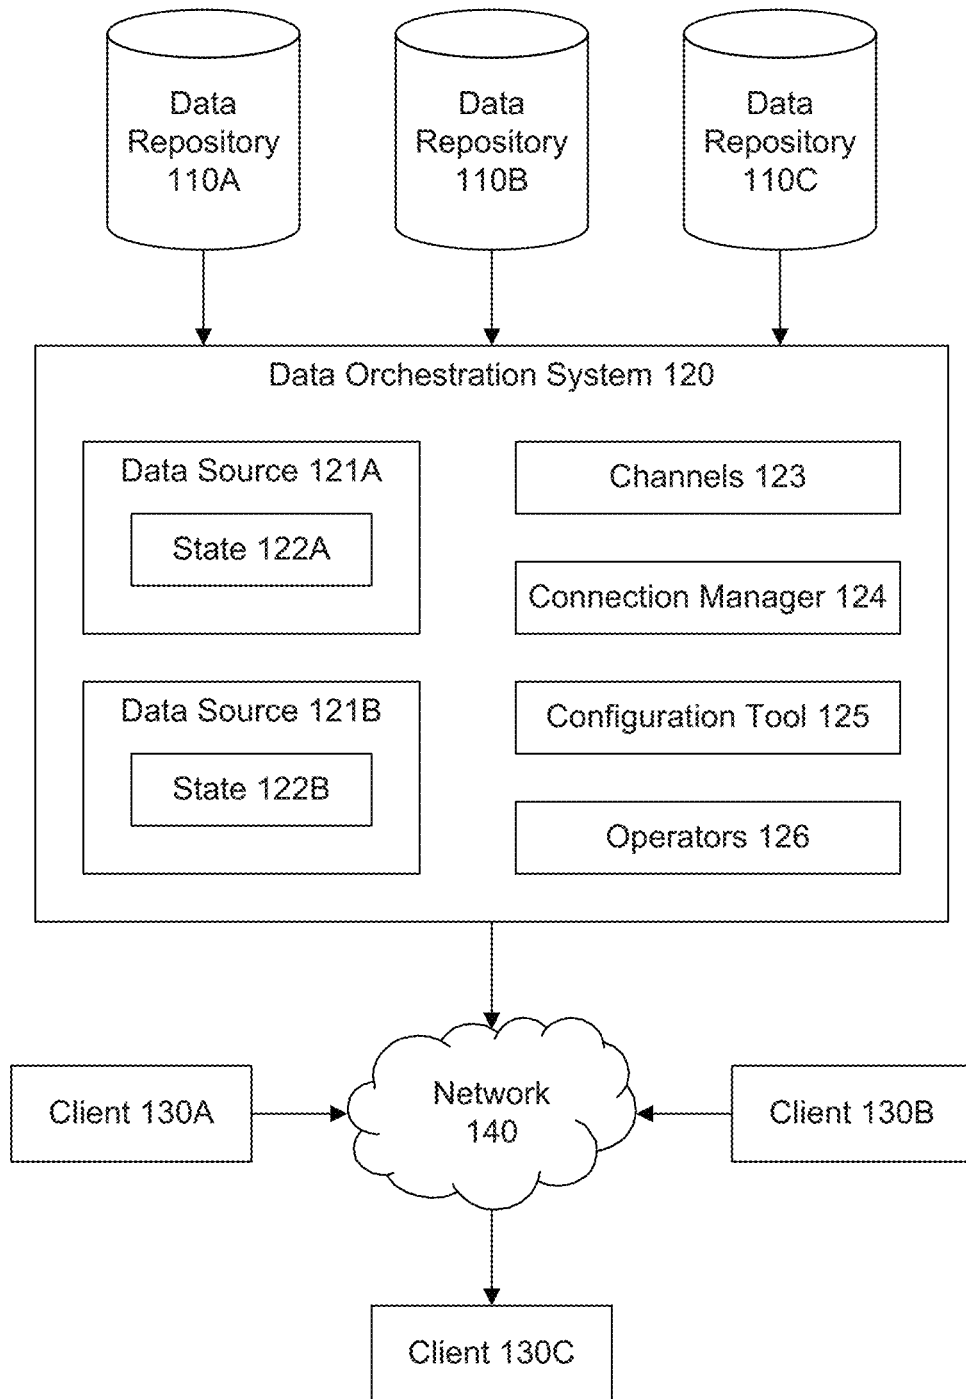 Data
Repository
110A
Data
Repository
110B
Data
Repository
110C
Data Orchestration System 120
Data Source 121A
State 122A
Data Source 121B
State 122B
Channels 123
Connection Manager 124
Configuration Tool 125
Operators 126
Network
140
Client 130A
Client 130B
Client 130C